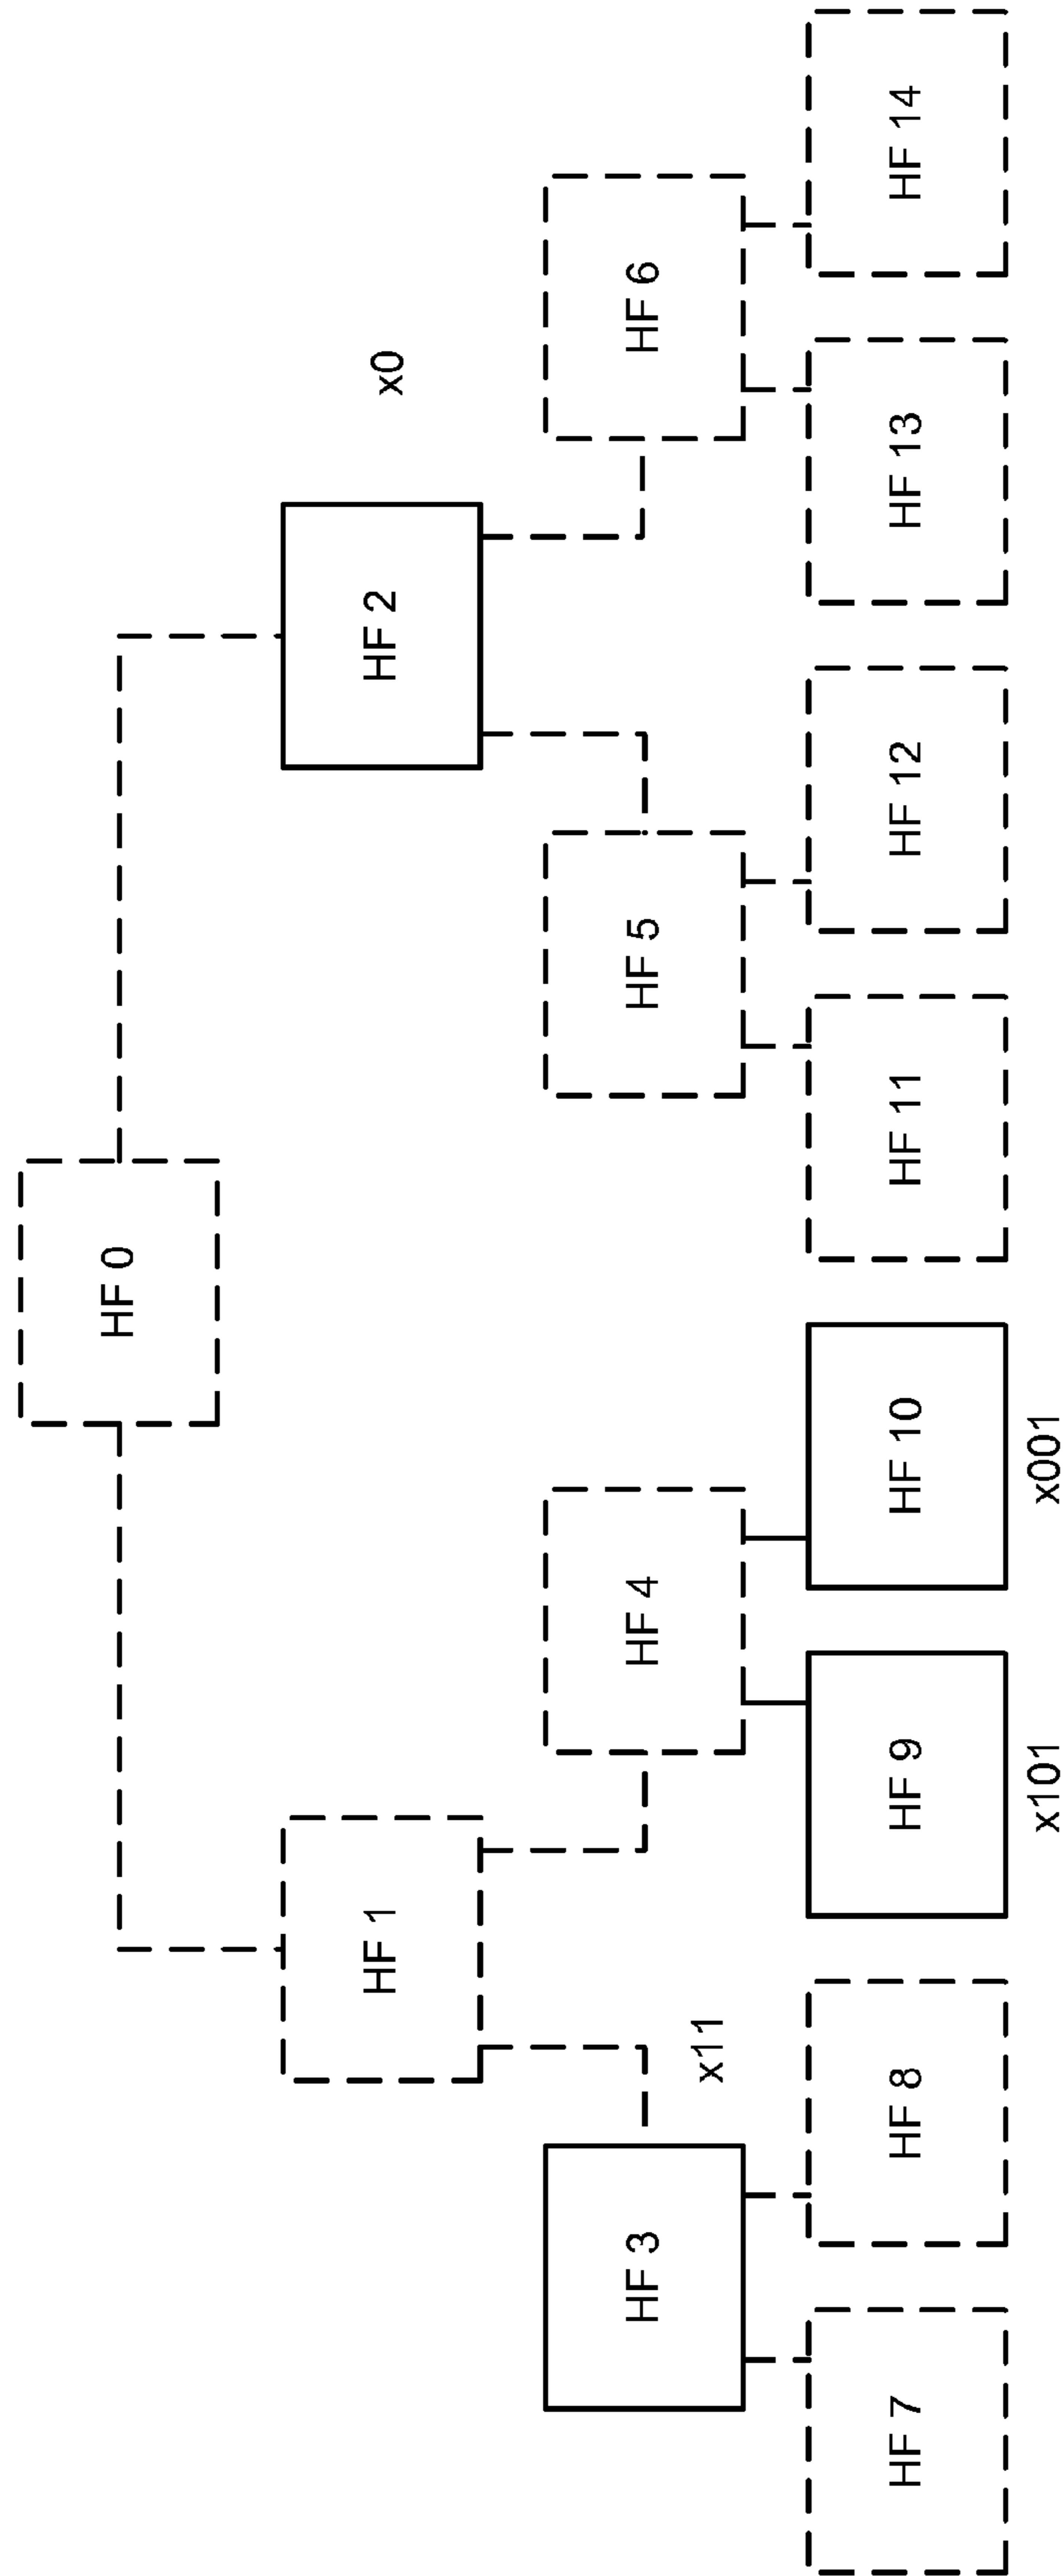 HF 0
HF 1
HF 2
x0
HF 3
x11
HF 4
HF 5
HF 6
HF 7
HF 8
HF 9
HF 10
HF 11
HF 12
HF 13
HF 14
x101
x001